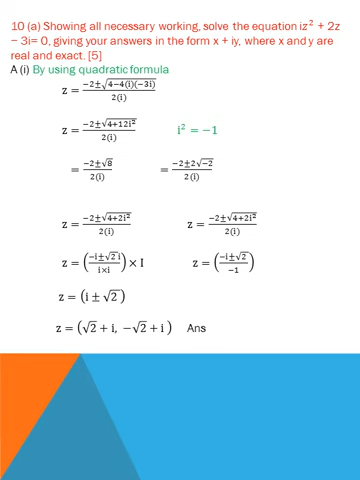 10 (a) Showing all necessary working, solve the equation iz² + 2z
− 3i= 0, giving your answers in the form x + iy, where x and y are
real and exact. [5]
A (i) By using quadratic formula
z = (−2±√(4−4(i)(−3i)))/(2(i))
z = (−2±√(4+12i²))/(2(i)) i² = −1
= (−2±√8)/(2(i)) = (−2±2√−2)/(2(i))
z = (−2±√(4+2i²))/(2(i)) z = (−2±√(4+2i²))/(2(i))
z = ((−i±√2 i)/(i×i)) × I z = ((−i±√2)/(−1))
z = (i ± √2 )
z = (√2 + i, −√2 + i ) Ans